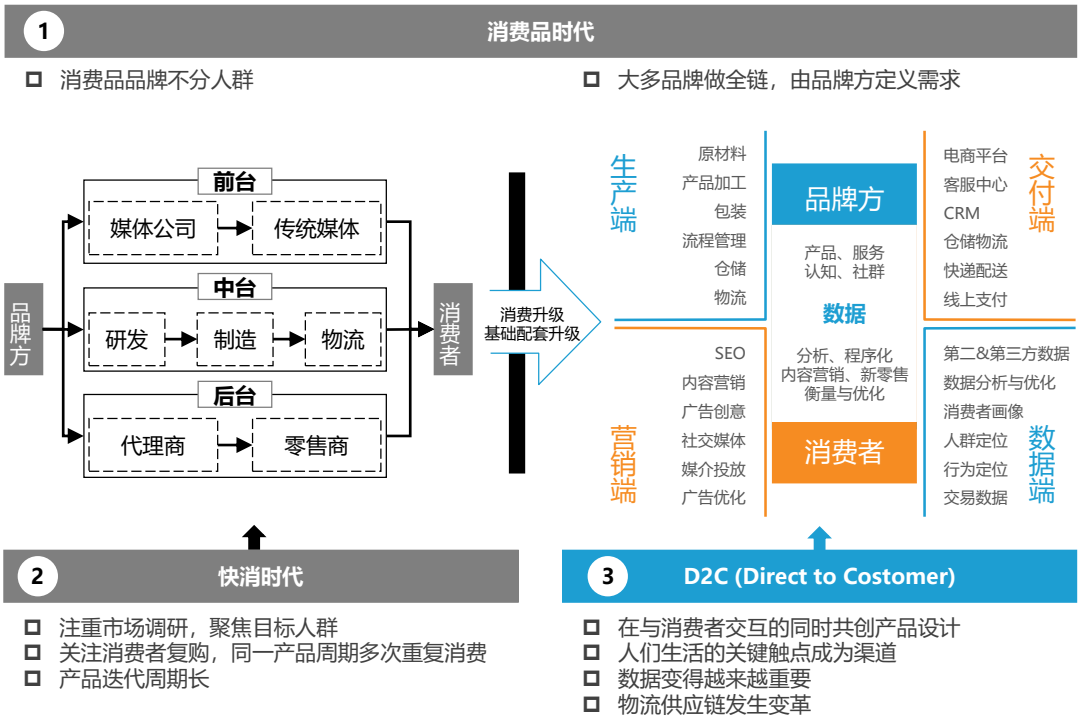 1
消费品时代
消费品品牌不分人群
大多品牌做全链，由品牌方定义需求
品牌方
前台
媒体公司
传统媒体
中台
研发
制造
物流
后台
代理商
零售商
消费者
消费升级
基础配套升级
生产端
原材料
产品加工
包装
流程管理
仓储
物流
品牌方
产品、服务
认知、社群
数据
分析、程序化
内容营销、新零售
衡量与优化
消费者
电商平台
客服中心
CRM
仓储物流
快递配送
线上支付
交付端
营销端
SEO
内容营销
广告创意
社交媒体
媒介投放
广告优化
第二&第三方数据
数据分析与优化
消费者画像
人群定位
行为定位
交易数据
数据端
2
快消时代
注重市场调研，聚焦目标人群
关注消费者复购，同一产品周期多次重复消费
产品迭代周期长
3
D2C (Direct to Costomer)
在与消费者交互的同时共创产品设计
人们生活的关键触点成为渠道
数据变得越来越重要
物流供应链发生变革